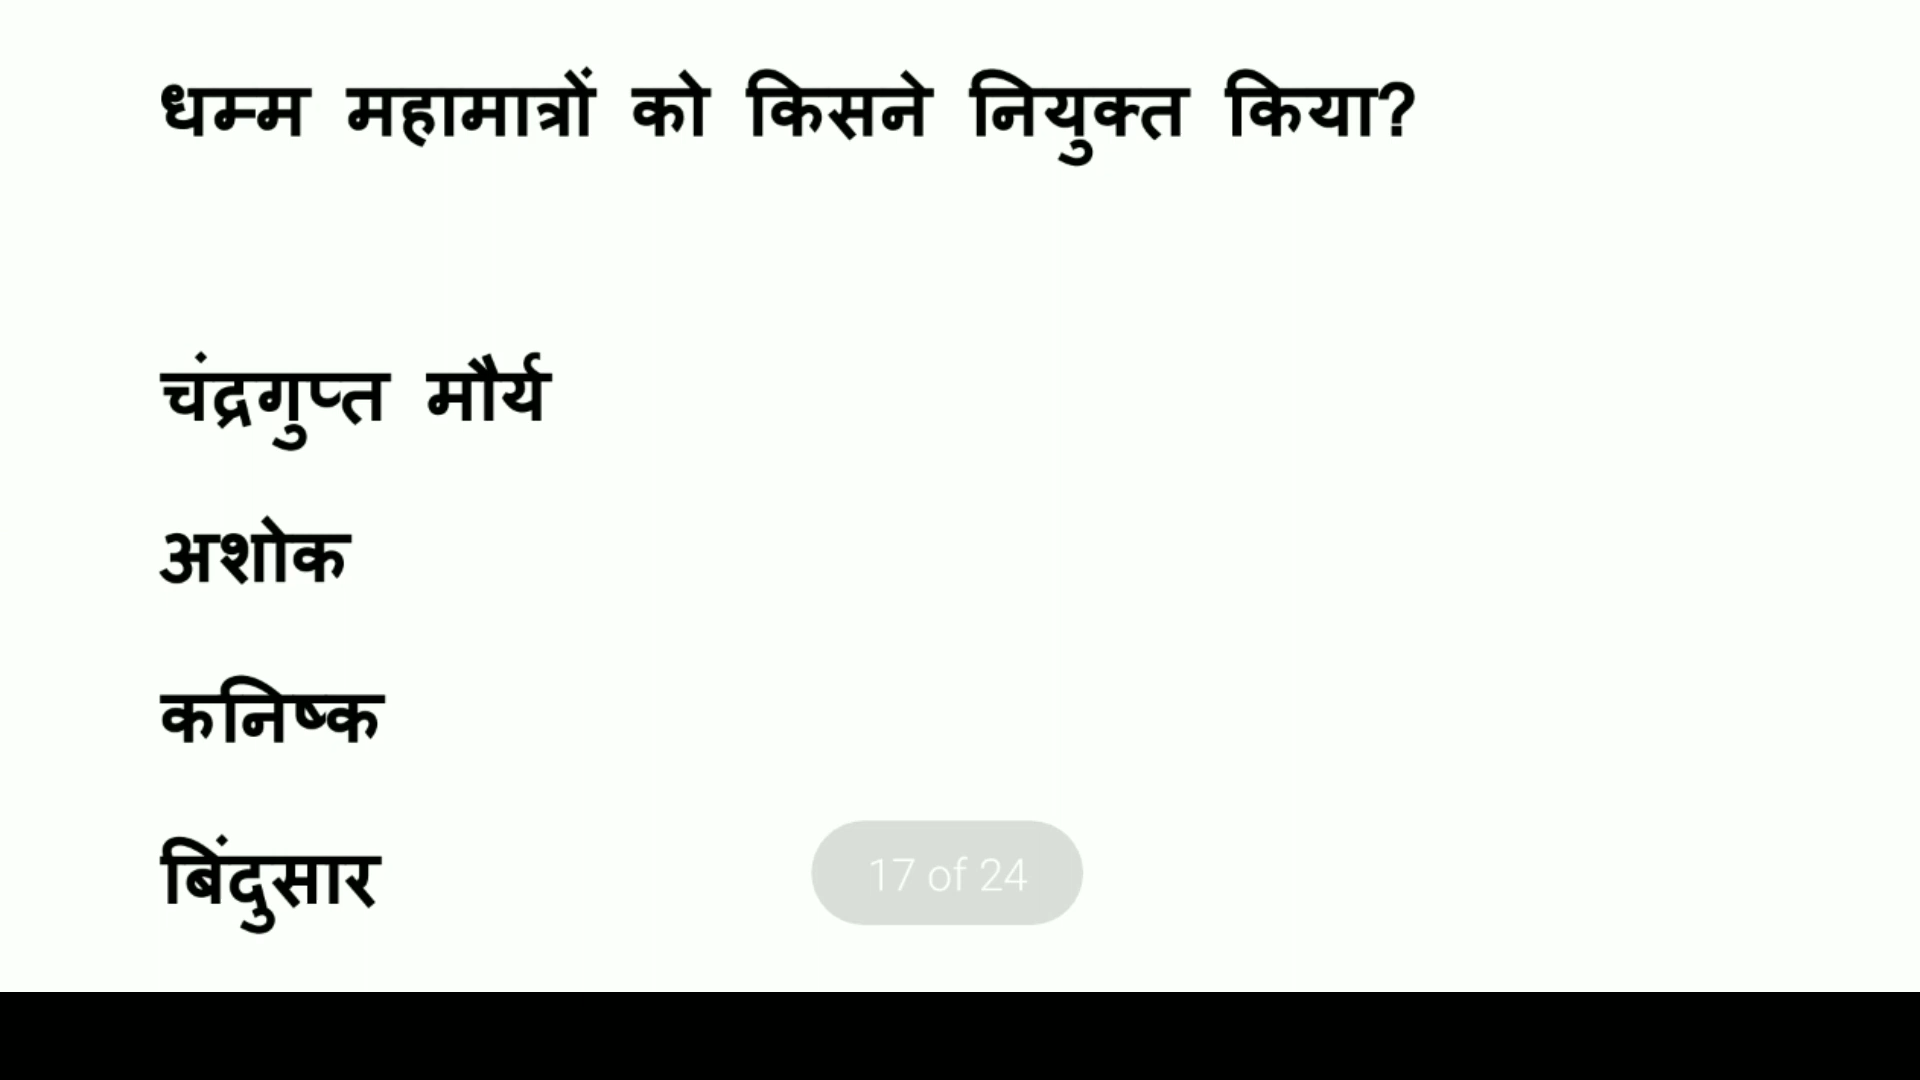 धम्म महामात्रों को किसने नियुक्त किया?
चंद्रगुप्त मौर्य
अशोक
कनिष्क
बिंदुसार
17 of 24